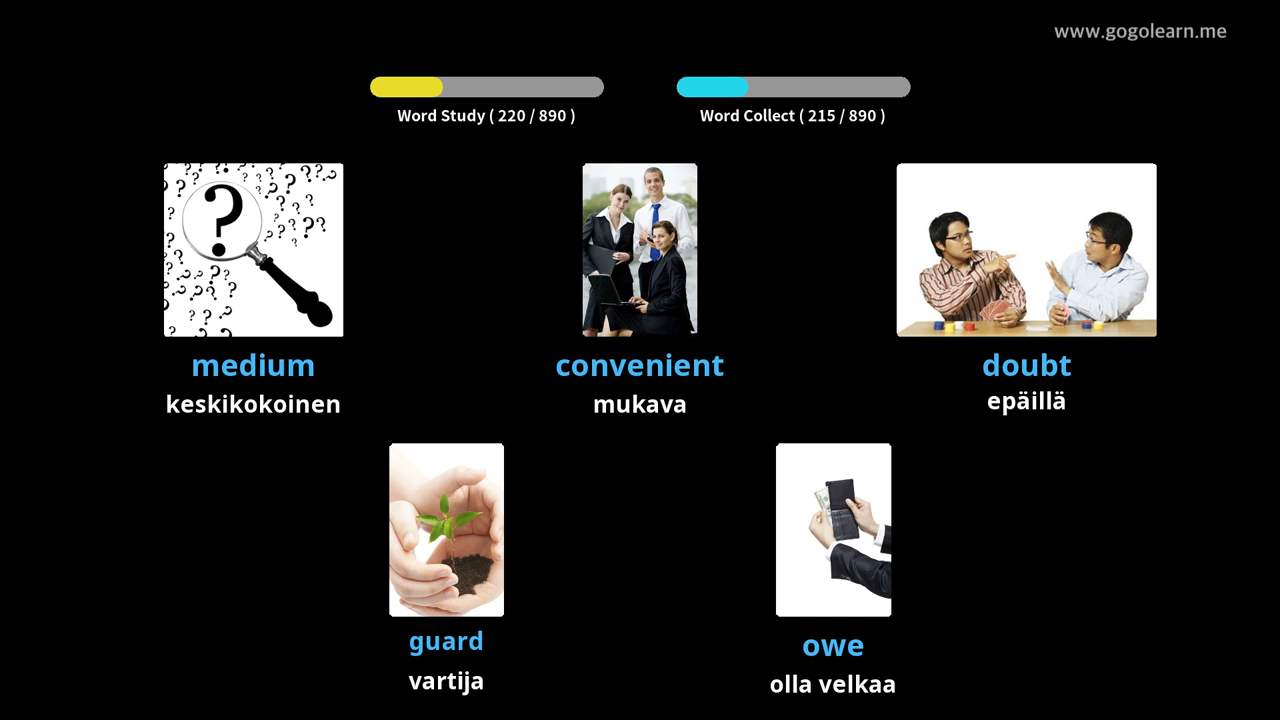 www.gogolearn.me
Word Study ( 220 / 890 )
Word Collect ( 215 / 890 )
medium
keskikokoinen
convenient
mukava
doubt
epäillä
guard
vartija
owe
olla velkaa